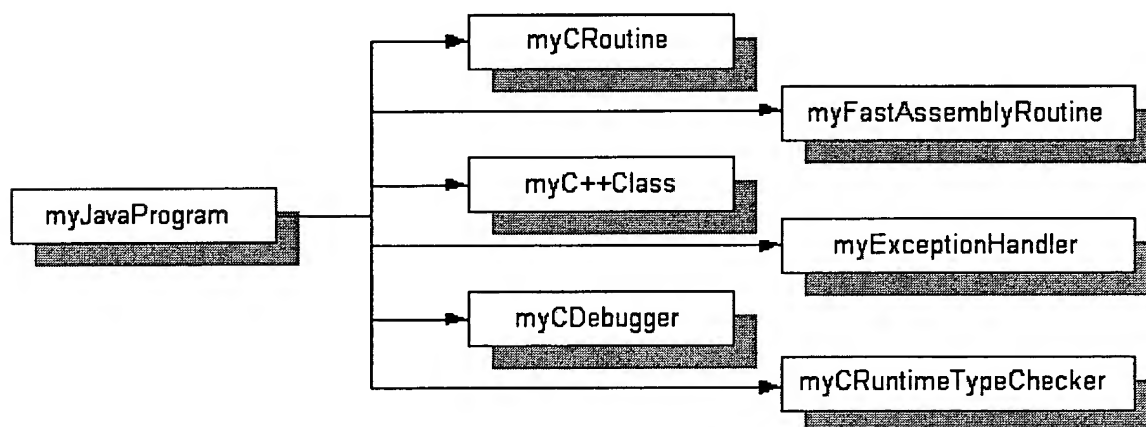 myCRoutine
myFastAssemblyRoutine
myC++Class
myJavaProgram
myExceptionHandler
myCDebugger
myCRuntimeTypeChecker